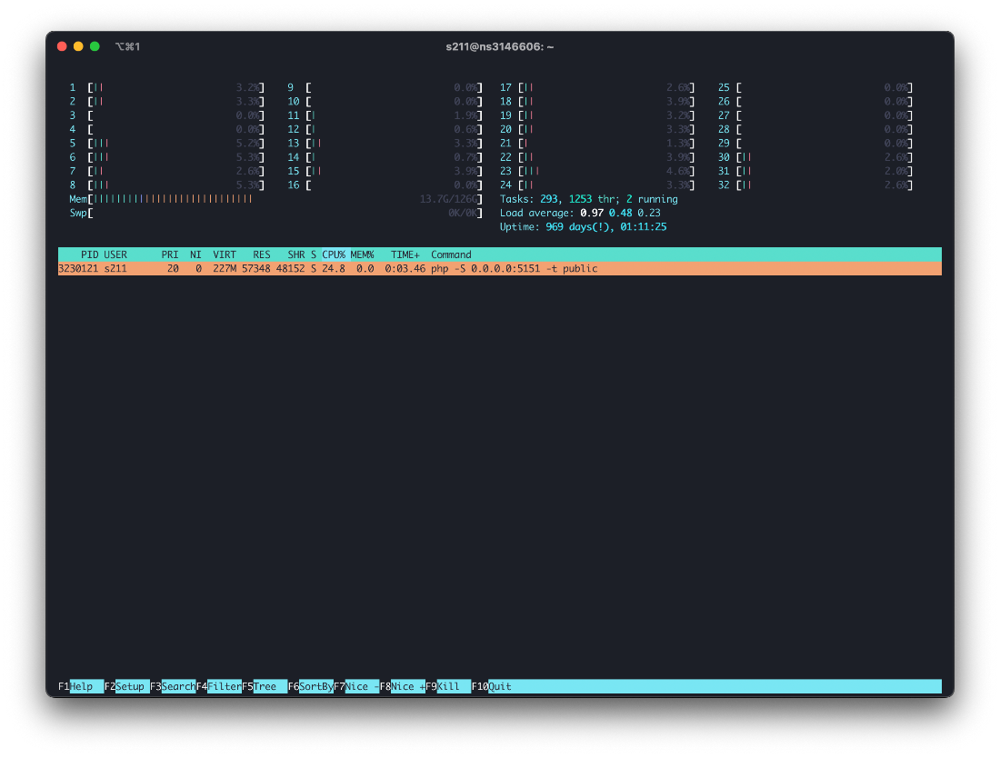 ⌥⌘1 s211@ns3146606: ~
1 [|| 3.2%] 9 [ 0.0%] 17 [|| 2.6%] 25 [ 0.0%]
2 [|| 3.3%] 10 [ 0.0%] 18 [|| 3.9%] 26 [ 0.0%]
3 [ 0.0%] 11 [| 1.9%] 19 [|| 3.2%] 27 [ 0.0%]
4 [ 0.0%] 12 [| 0.6%] 20 [|| 3.3%] 28 [ 0.0%]
5 [||| 5.2%] 13 [|| 3.3%] 21 [| 1.3%] 29 [ 0.0%]
6 [||| 5.3%] 14 [| 0.7%] 22 [|| 3.9%] 30 [|| 2.6%]
7 [|| 2.6%] 15 [|| 3.9%] 23 [||| 4.6%] 31 [|| 2.0%]
8 [||| 5.3%] 16 [ 0.0%] 24 [|| 3.3%] 32 [|| 2.6%]
Mem[|||||||||||||||||||||||||||| 13.7G/126G] Tasks: 293, 1253 thr; 2 running
Swp[ 0K/0K] Load average: 0.97 0.48 0.23
Uptime: 969 days(!), 01:11:25
PID USER PRI NI VIRT RES SHR S CPU% MEM% TIME+ Command
3230121 s211 20 0 227M 57348 48152 S 24.8 0.0 0:03.46 php -S 0.0.0.0:5151 -t public
F1Help F2Setup F3SearchF4FilterF5Tree F6SortByF7Nice -F8Nice +F9Kill F10Quit